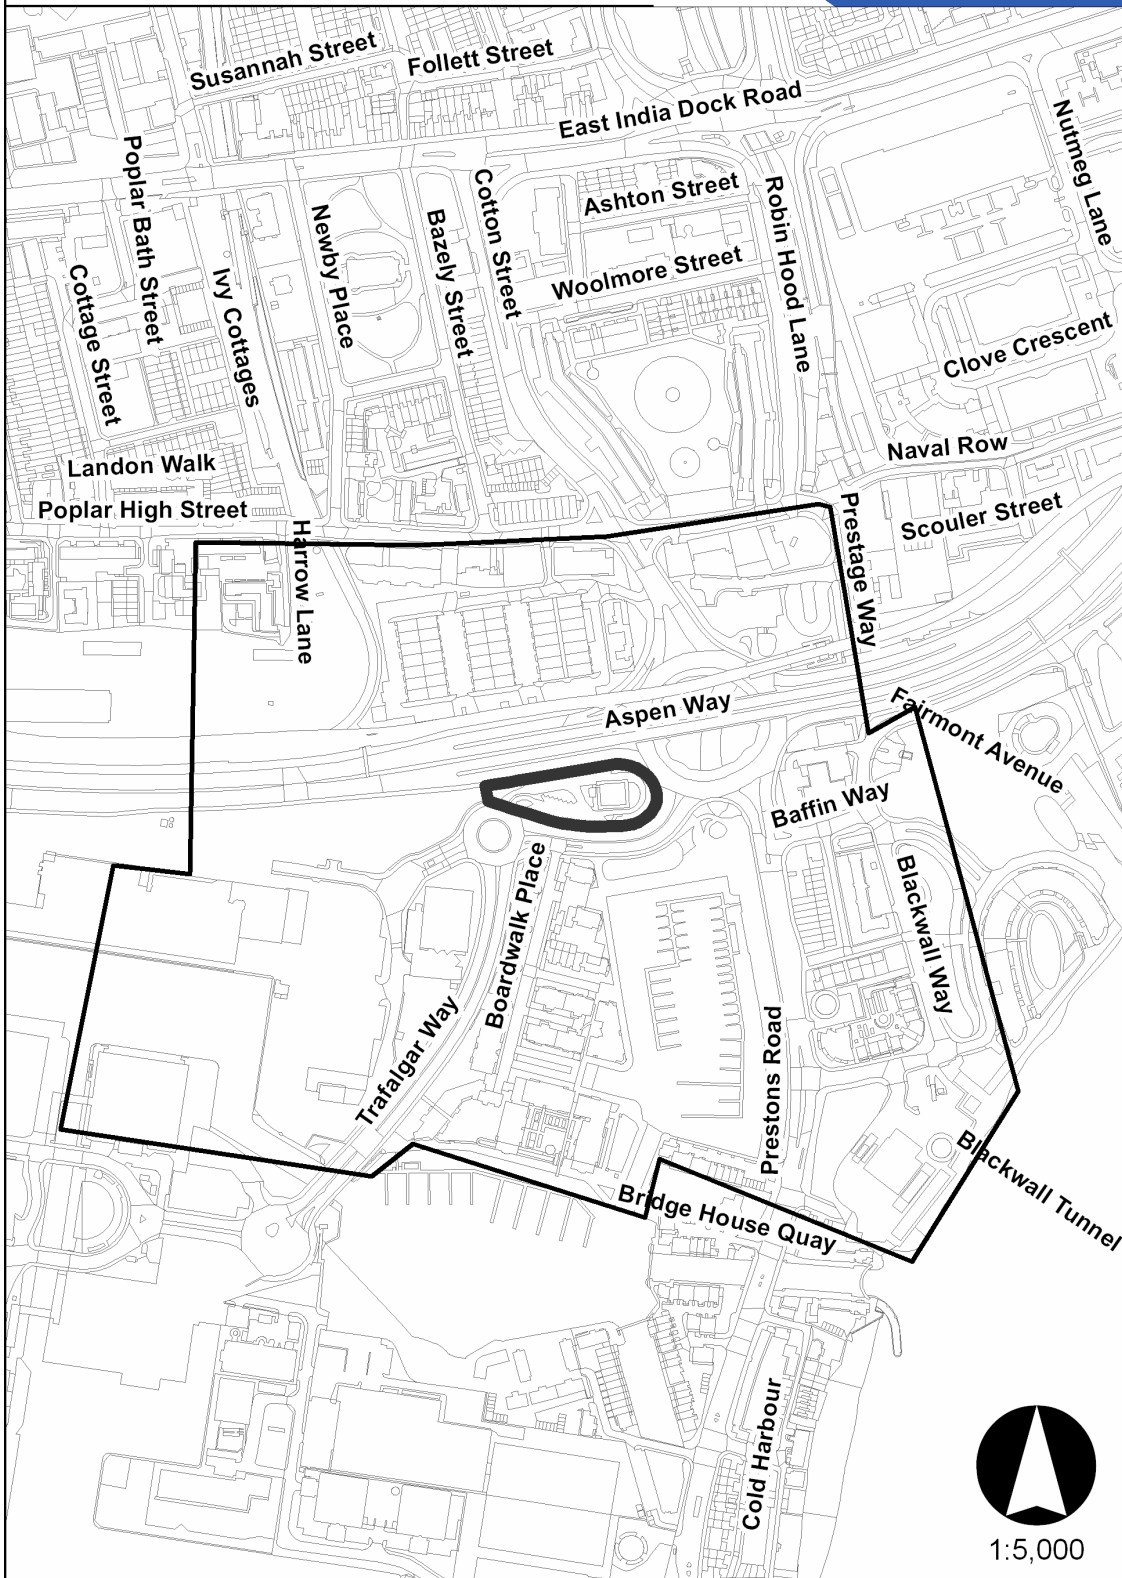 Susannah Street
Follett Street
East India Dock Road
Nutmeg Lane
Poplar Bath Street
Cotton Street
Ashton Street
Robin Hood Lane
Newby Place
Bazely Street
Ivy Cottages
Cottage Street
Woolmore Street
Clove Crescent
Landon Walk
Naval Row
Poplar High Street
Scouler Street
Prestage Way
Harrow Lane
Aspen Way
Fairmont Avenue
Baffin Way
Boardwalk Place
Blackwall Way
Trafalgar Way
Prestons Road
Blackwall Tunnel
Bridge House Quay
Cold Harbour
1:5,000